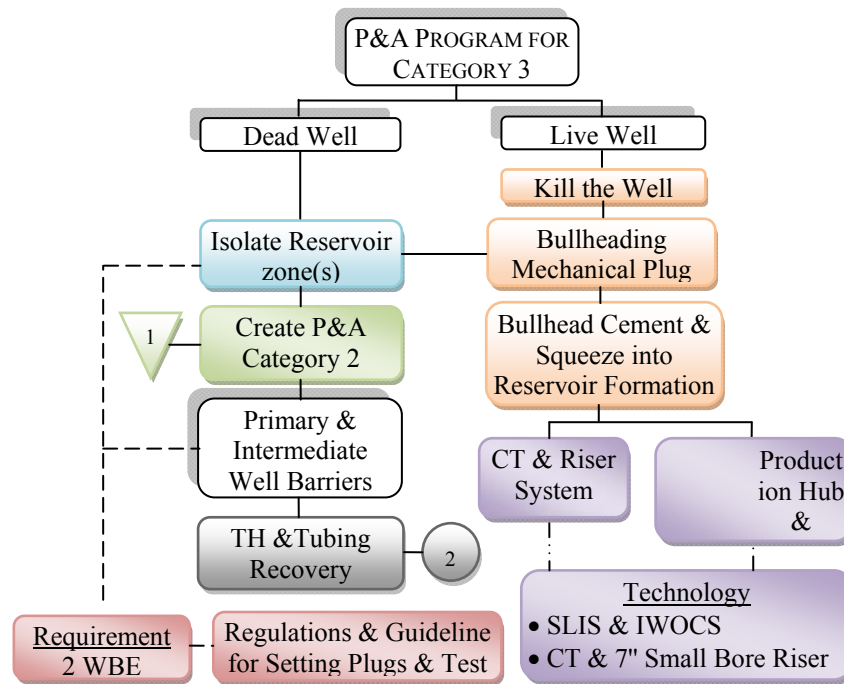 P&A PROGRAM FOR
CATEGORY 3
Dead Well
Live Well
Kill the Well
Isolate Reservoir
zone(s)
Bullheading
Mechanical Plug
1
Create P&A
Category 2
Bullhead Cement &
Squeeze into
Reservoir Formation
Primary &
Intermediate
Well Barriers
CT & Riser
System
Product
ion Hub
&
TH &Tubing
Recovery
2
Technology
• SLIS & IWOCS
• CT & 7" Small Bore Riser
Requirement
2 WBE
Regulations & Guideline
for Setting Plugs & Test